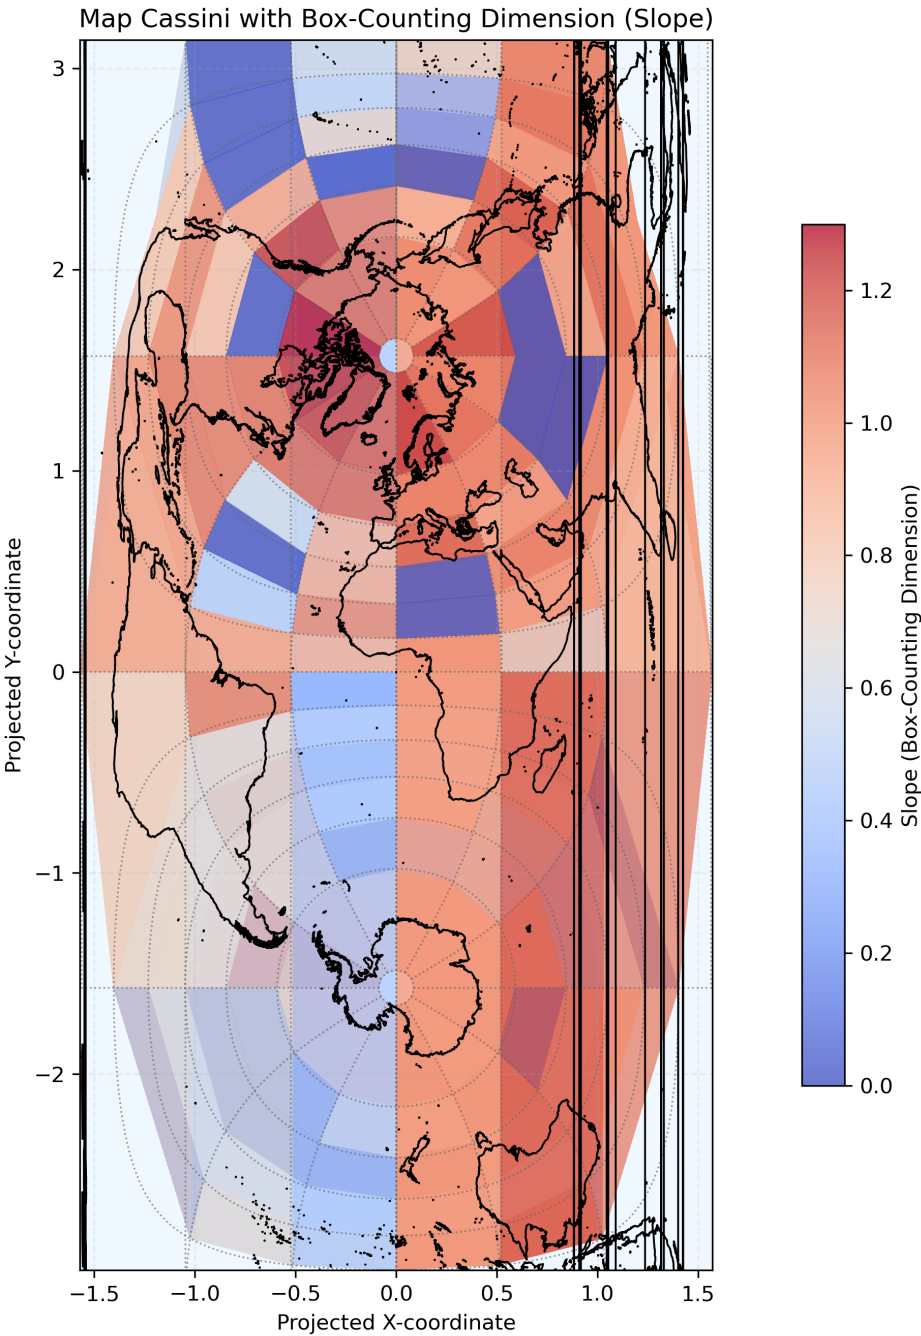 Map Cassini with Box-Counting Dimension (Slope)
3
2
1
0
−1
−2
Projected Y-coordinate
−1.5 −1.0 −0.5 0.0 0.5 1.0 1.5
Projected X-coordinate
1.2
1.0
0.8
0.6
0.4
0.2
0.0
Slope (Box-Counting Dimension)